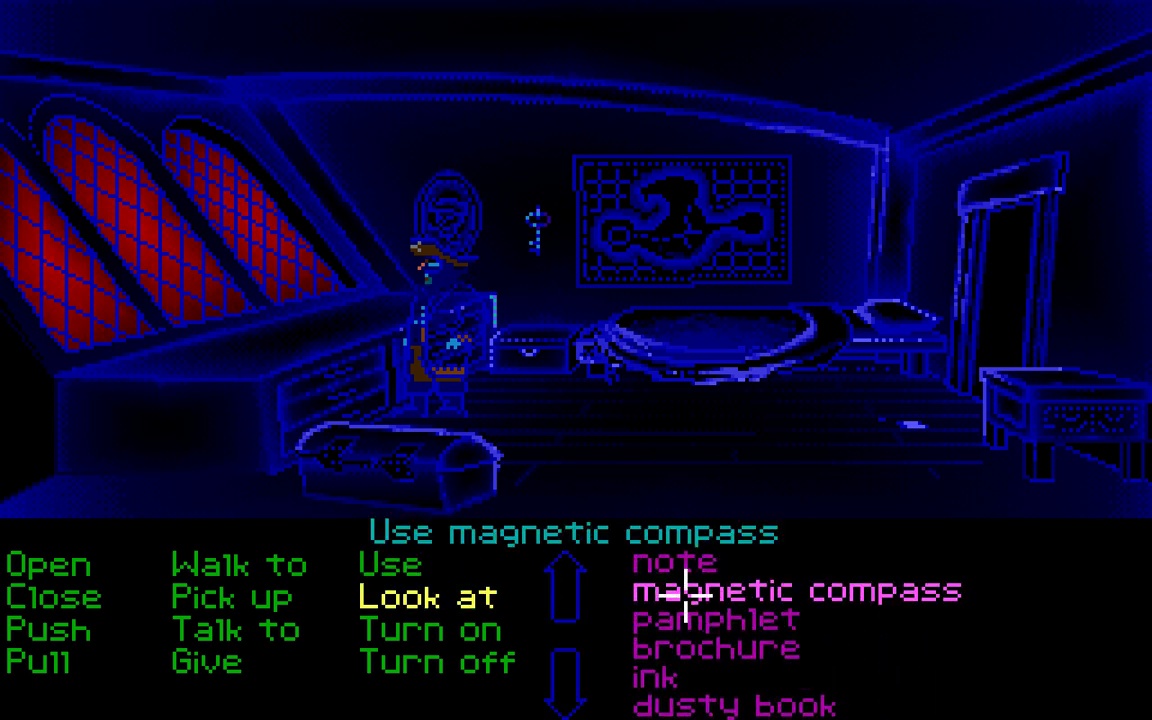 Use magnetic compass
Open Walk to Use
Close Pick up Look at
Push Talk to Turn on
Pull Give Turn off
note
magnetic compass
pamphlet
brochure
ink
dusty book